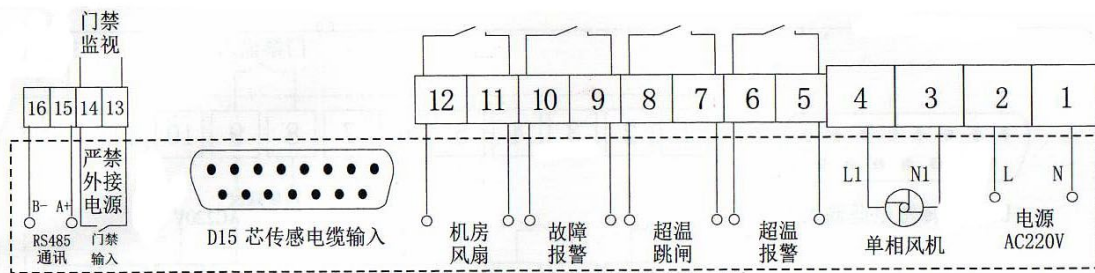 门禁
监视
16 15 14 13
12 11 10 9 8 7 6 5 4 3 2 1
严禁
外接
电源
B- A+
RS485
通讯
门禁
输入
D15 芯传感电缆输入
机房
风扇
故障
报警
超温
跳闸
超温
报警
L1 N1
单相风机
L N
电源
AC220V